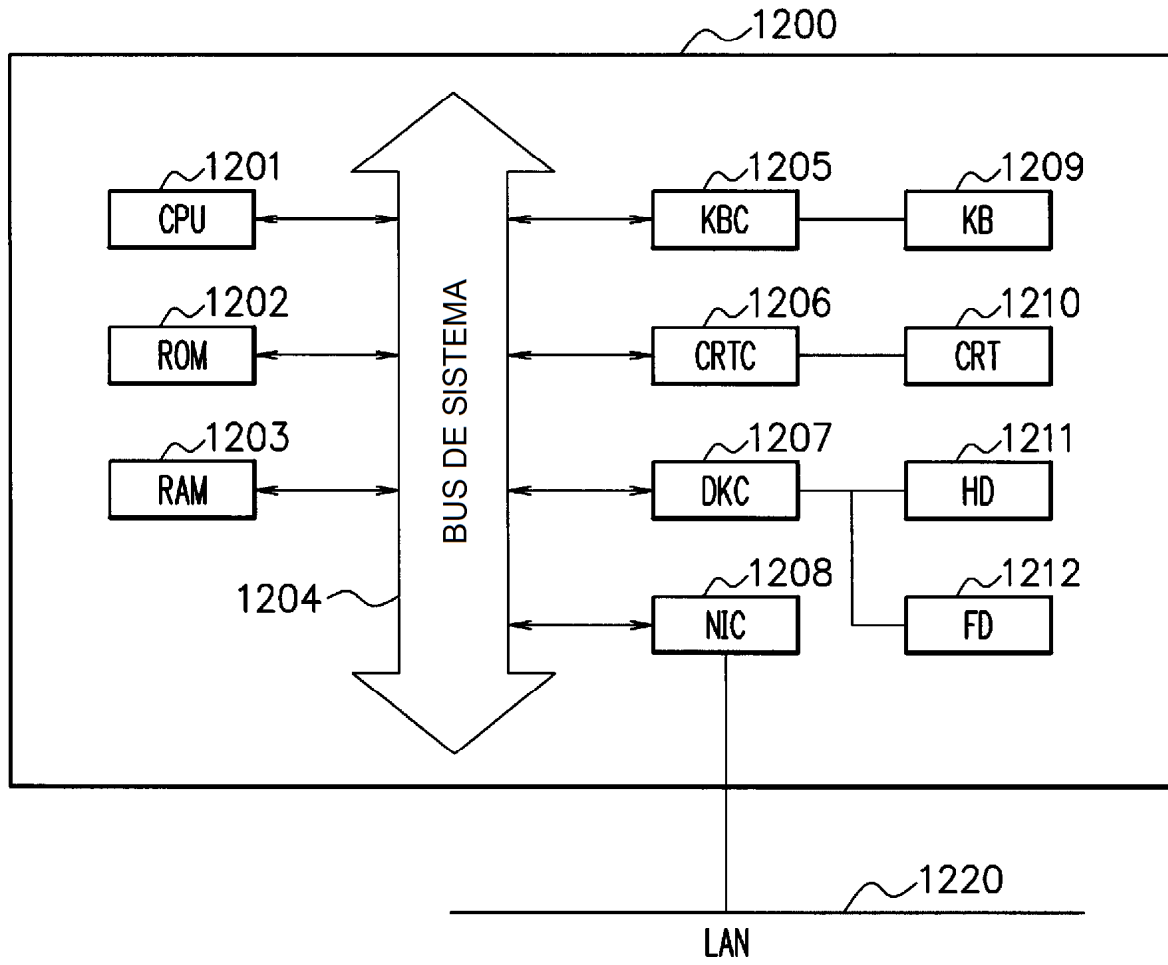 1200
1201
CPU
1202
ROM
1203
RAM
1204
BUS DE SISTEMA
1205
KBC
1209
KB
1206
CRTC
1210
CRT
1207
DKC
1211
HD
1208
NIC
1212
FD
1220
LAN